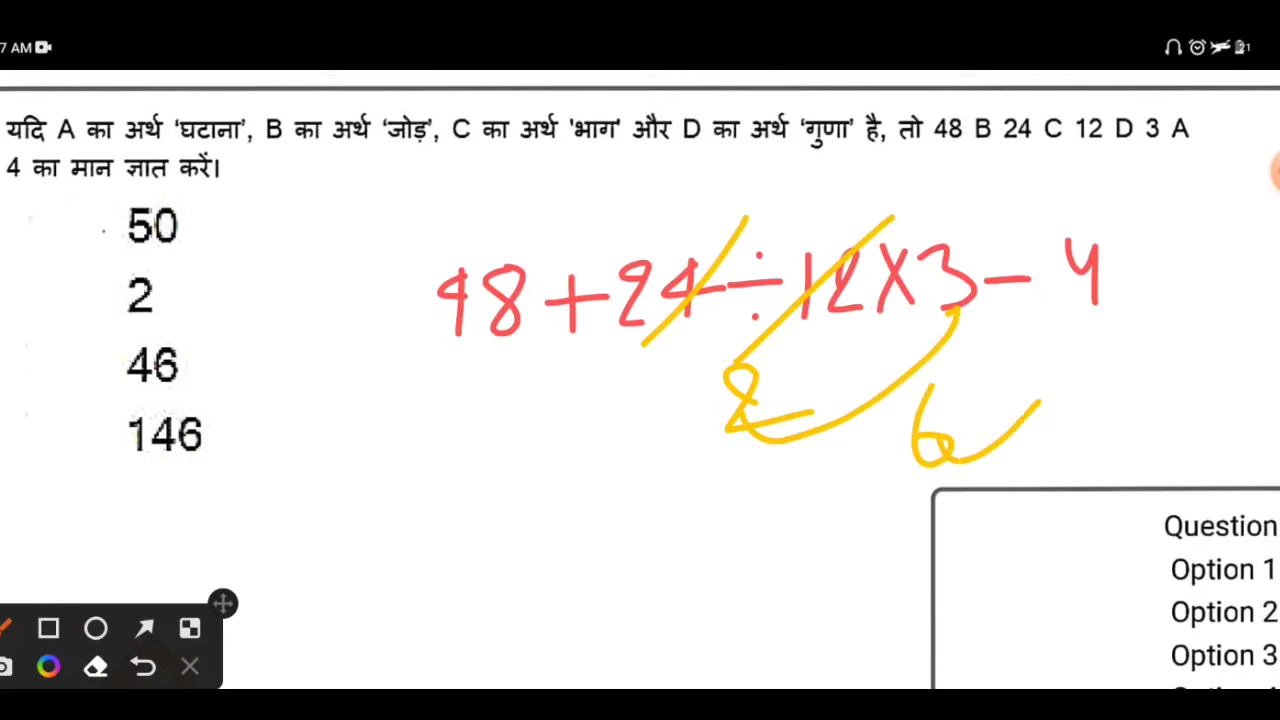 7 AM
21
यदि A का अर्थ 'घटाना', B का अर्थ 'जोड़', C का अर्थ 'भाग' और D का अर्थ 'गुणा' है, तो 48 B 24 C 12 D 3 A
4 का मान ज्ञात करें।
50
2
46
146
48+24÷12×3-4
2
6
Question
Option 1
Option 2
Option 3